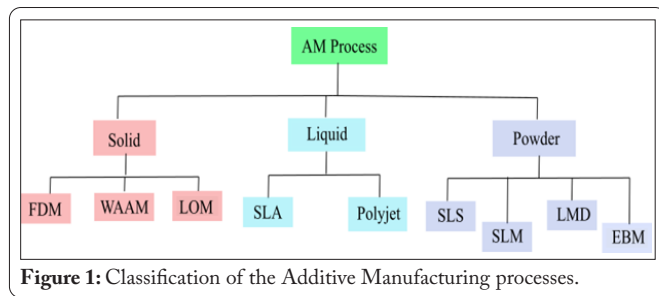 AM Process
Solid
Liquid
Powder
FDM
WAAM
LOM
SLA
Polyjet
SLS
SLM
LMD
EBM
Figure 1: Classification of the Additive Manufacturing processes.